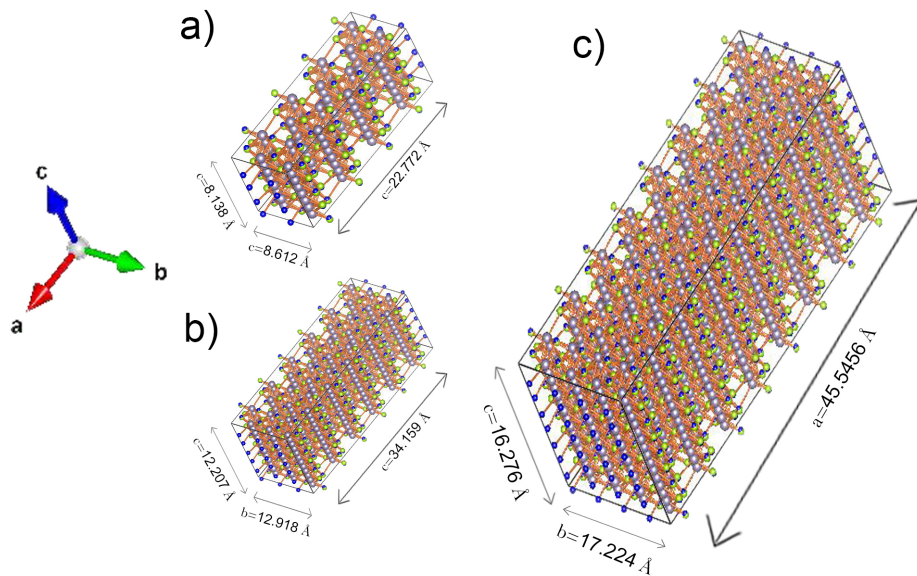 a)
c=8.138 Å
c=8.612 Å
c=22.772 Å
c
b
a
b)
c=12.207 Å
b=12.918 Å
c=34.159 Å
c)
c=16.276 Å
b=17.224 Å
a=45.5456 Å